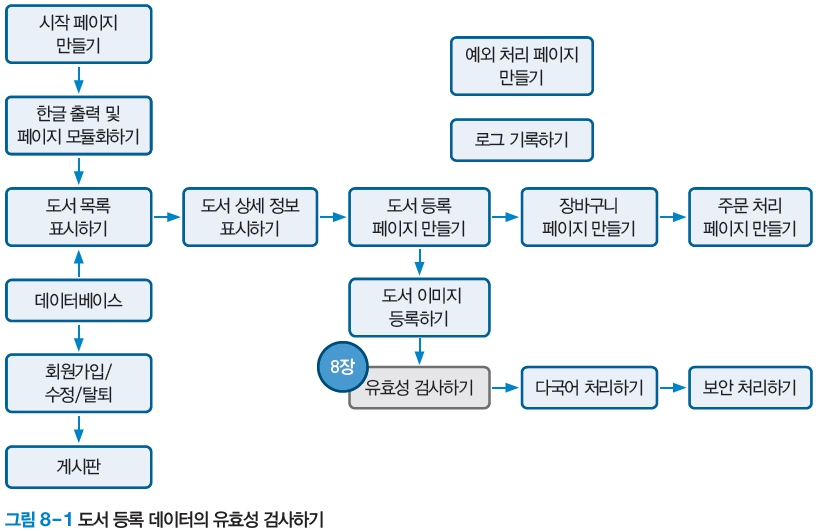 시작 페이지
만들기
예외 처리 페이지
만들기
한글 출력 및
페이지 모듈화하기
로그 기록하기
도서 목록
표시하기
도서 상세 정보
표시하기
도서 등록
페이지 만들기
장바구니
페이지 만들기
주문 처리
페이지 만들기
데이터베이스
도서 이미지
등록하기
회원가입/
수정/탈퇴
8장
유효성 검사하기
다국어 처리하기
보안 처리하기
게시판
그림 8-1 도서 등록 데이터의 유효성 검사하기